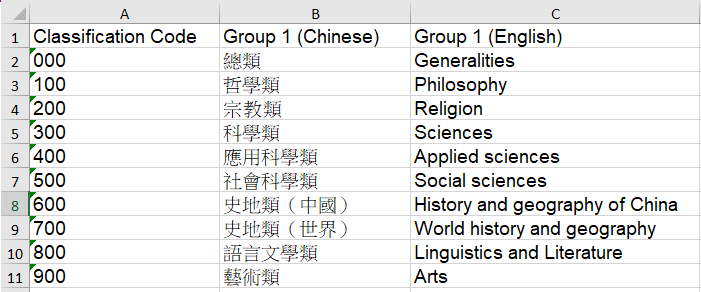 A B C
1 Classification Code Group 1 (Chinese) Group 1 (English)
2 000 總類 Generalities
3 100 哲學類 Philosophy
4 200 宗教類 Religion
5 300 科學類 Sciences
6 400 應用科學類 Applied sciences
7 500 社會科學類 Social sciences
8 600 史地類（中國） History and geography of China
9 700 史地類（世界） World history and geography
10 800 語言文學類 Linguistics and Literature
11 900 藝術類 Arts